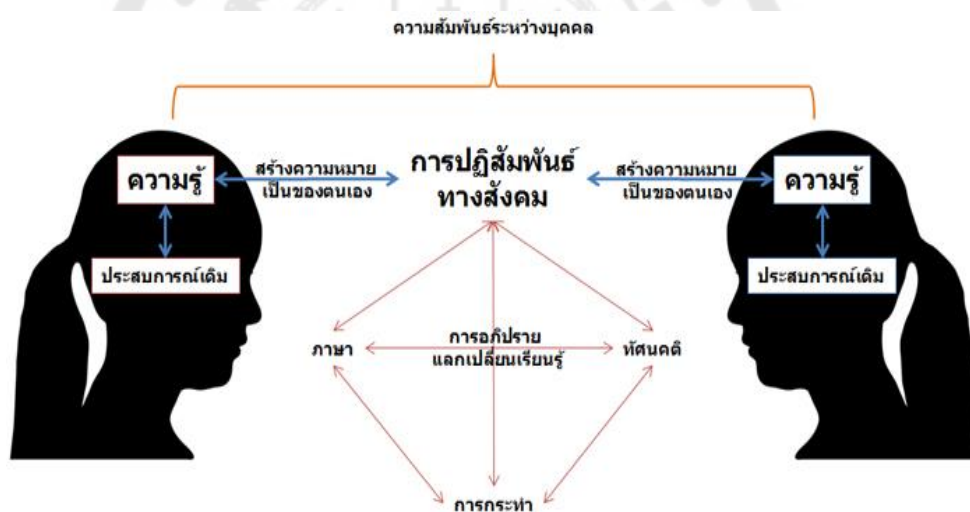 ความสัมพันธ์ระหว่างบุคคล
ความรู้
สร้างความหมาย
เป็นของตนเอง
การปฏิสัมพันธ์
ทางสังคม
สร้างความหมาย
เป็นของตนเอง
ความรู้
ประสบการณ์เดิม
ประสบการณ์เดิม
ภาษา
การอภิปราย
แลกเปลี่ยนเรียนรู้
ทัศนคติ
การกระทำ